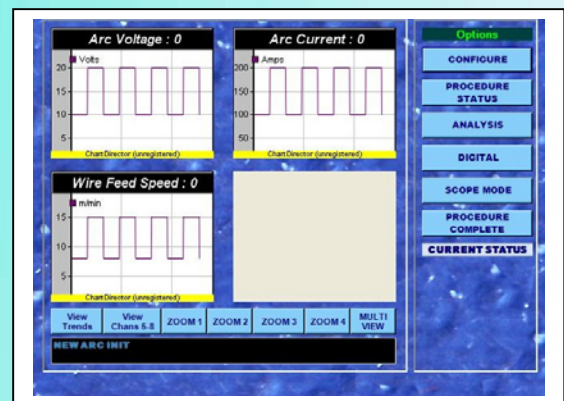 Arc Voltage : 0
Volts
20
15
10
5
ChartDirector (unregistered)
Arc Current : 0
Amps
200
150
100
50
ChartDirector (unregistered)
Wire Feed Speed : 0
m/min
15
10
5
ChartDirector (unregistered)
View Trends
View Chans 5-8
ZOOM 1
ZOOM 2
ZOOM 3
ZOOM 4
MULTI VIEW
NEW ARC INIT
Options
CONFIGURE
PROCEDURE
STATUS
ANALYSIS
DIGITAL
SCOPE MODE
PROCEDURE
COMPLETE
CURRENT STATUS